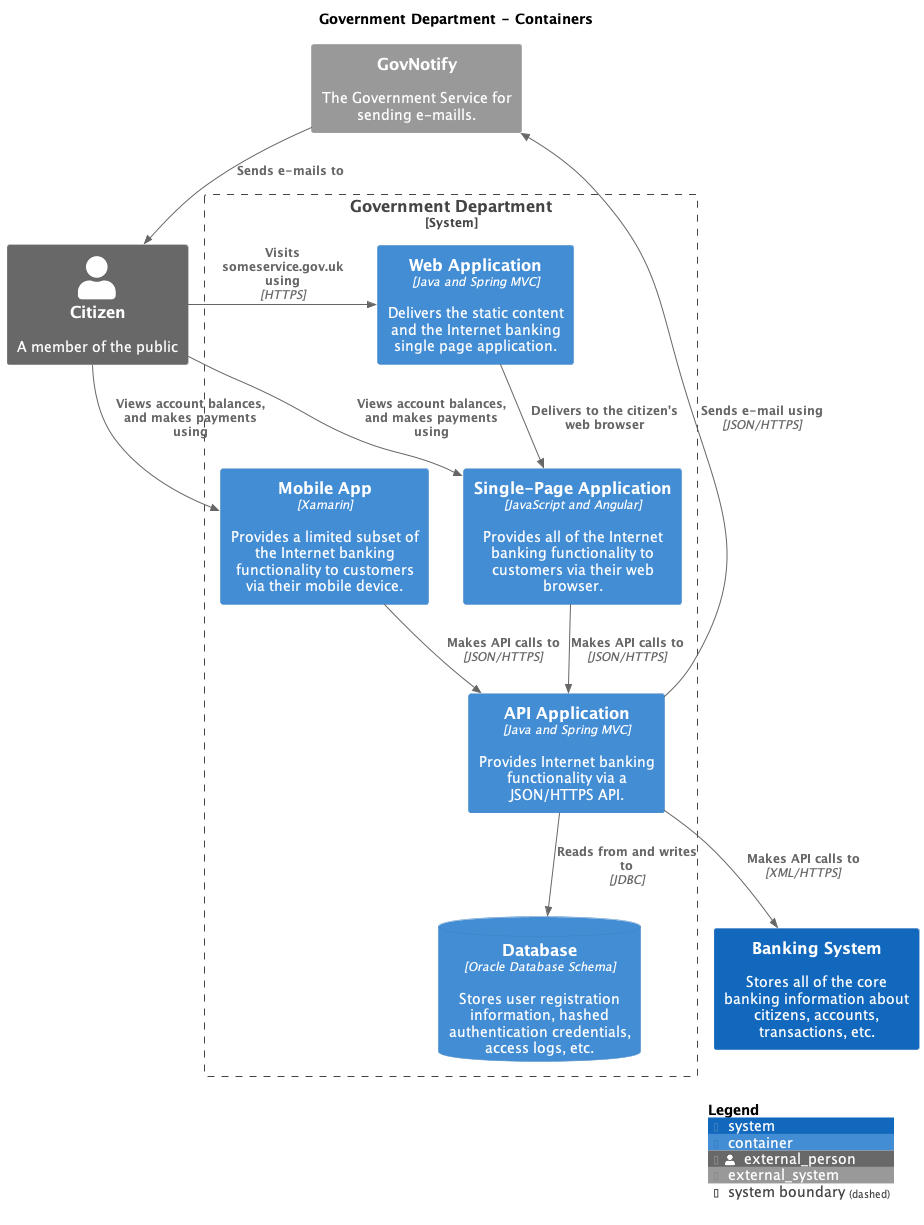 Government Department - Containers
GovNotify
The Government Service for
sending e-maills.
Sends e-mails to
Government Department
[System]
Citizen
A member of the public
Visits
someservice.gov.uk
using
[HTTPS]
Web Application
[Java and Spring MVC]
Delivers the static content
and the Internet banking
single page application.
Views account balances,
and makes payments
using
Views account balances,
and makes payments
using
Delivers to the citizen's
web browser
Sends e-mail using
[JSON/HTTPS]
Mobile App
[Xamarin]
Provides a limited subset of
the Internet banking
functionality to customers
via their mobile device.
Single-Page Application
[JavaScript and Angular]
Provides all of the Internet
banking functionality to
customers via their web
browser.
Makes API calls to
[JSON/HTTPS]
Makes API calls to
[JSON/HTTPS]
API Application
[Java and Spring MVC]
Provides Internet banking
functionality via a
JSON/HTTPS API.
Reads from and writes
to
[JDBC]
Makes API calls to
[XML/HTTPS]
Database
[Oracle Database Schema]
Stores user registration
information, hashed
authentication credentials,
access logs, etc.
Banking System
Stores all of the core
banking information about
citizens, accounts,
transactions, etc.
Legend
system
container
external_person
external_system
system boundary (dashed)